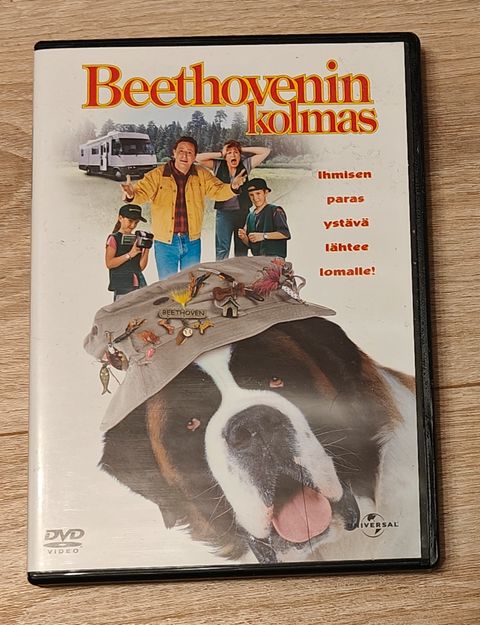 Beethovenin
kolmas
Ihmisen
paras
ystävä
lähtee
lomalle!
BEETHOVEN
DVD
VIDEO
UNIVERSAL